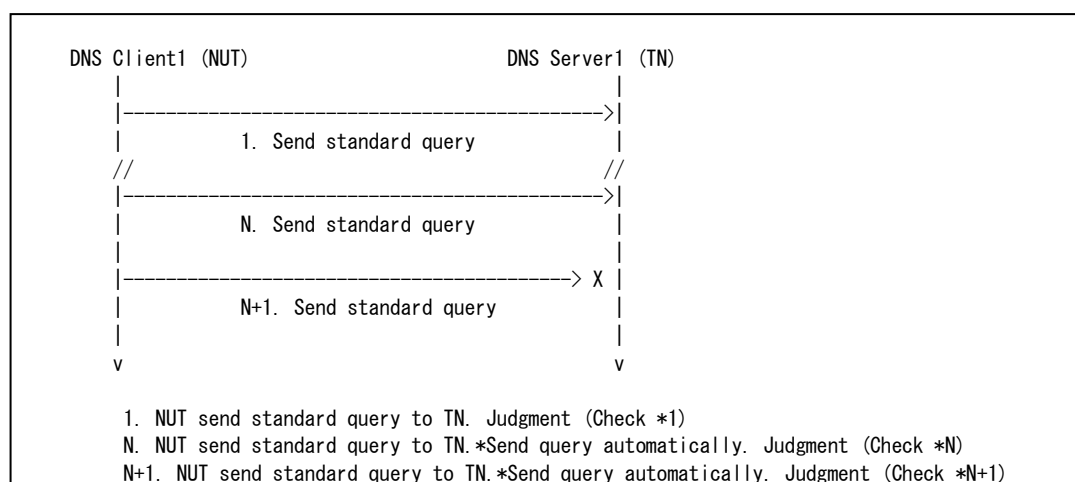 DNS Client1 (NUT) DNS Server1 (TN)
| |
|--------------------------------------------->|
| 1. Send standard query |
// //
|--------------------------------------------->|
| N. Send standard query |
| |
|------------------------------------------> X |
| N+1. Send standard query |
| |
v v
1. NUT send standard query to TN. Judgment (Check *1)
N. NUT send standard query to TN.*Send query automatically. Judgment (Check *N)
N+1. NUT send standard query to TN.*Send query automatically. Judgment (Check *N+1)